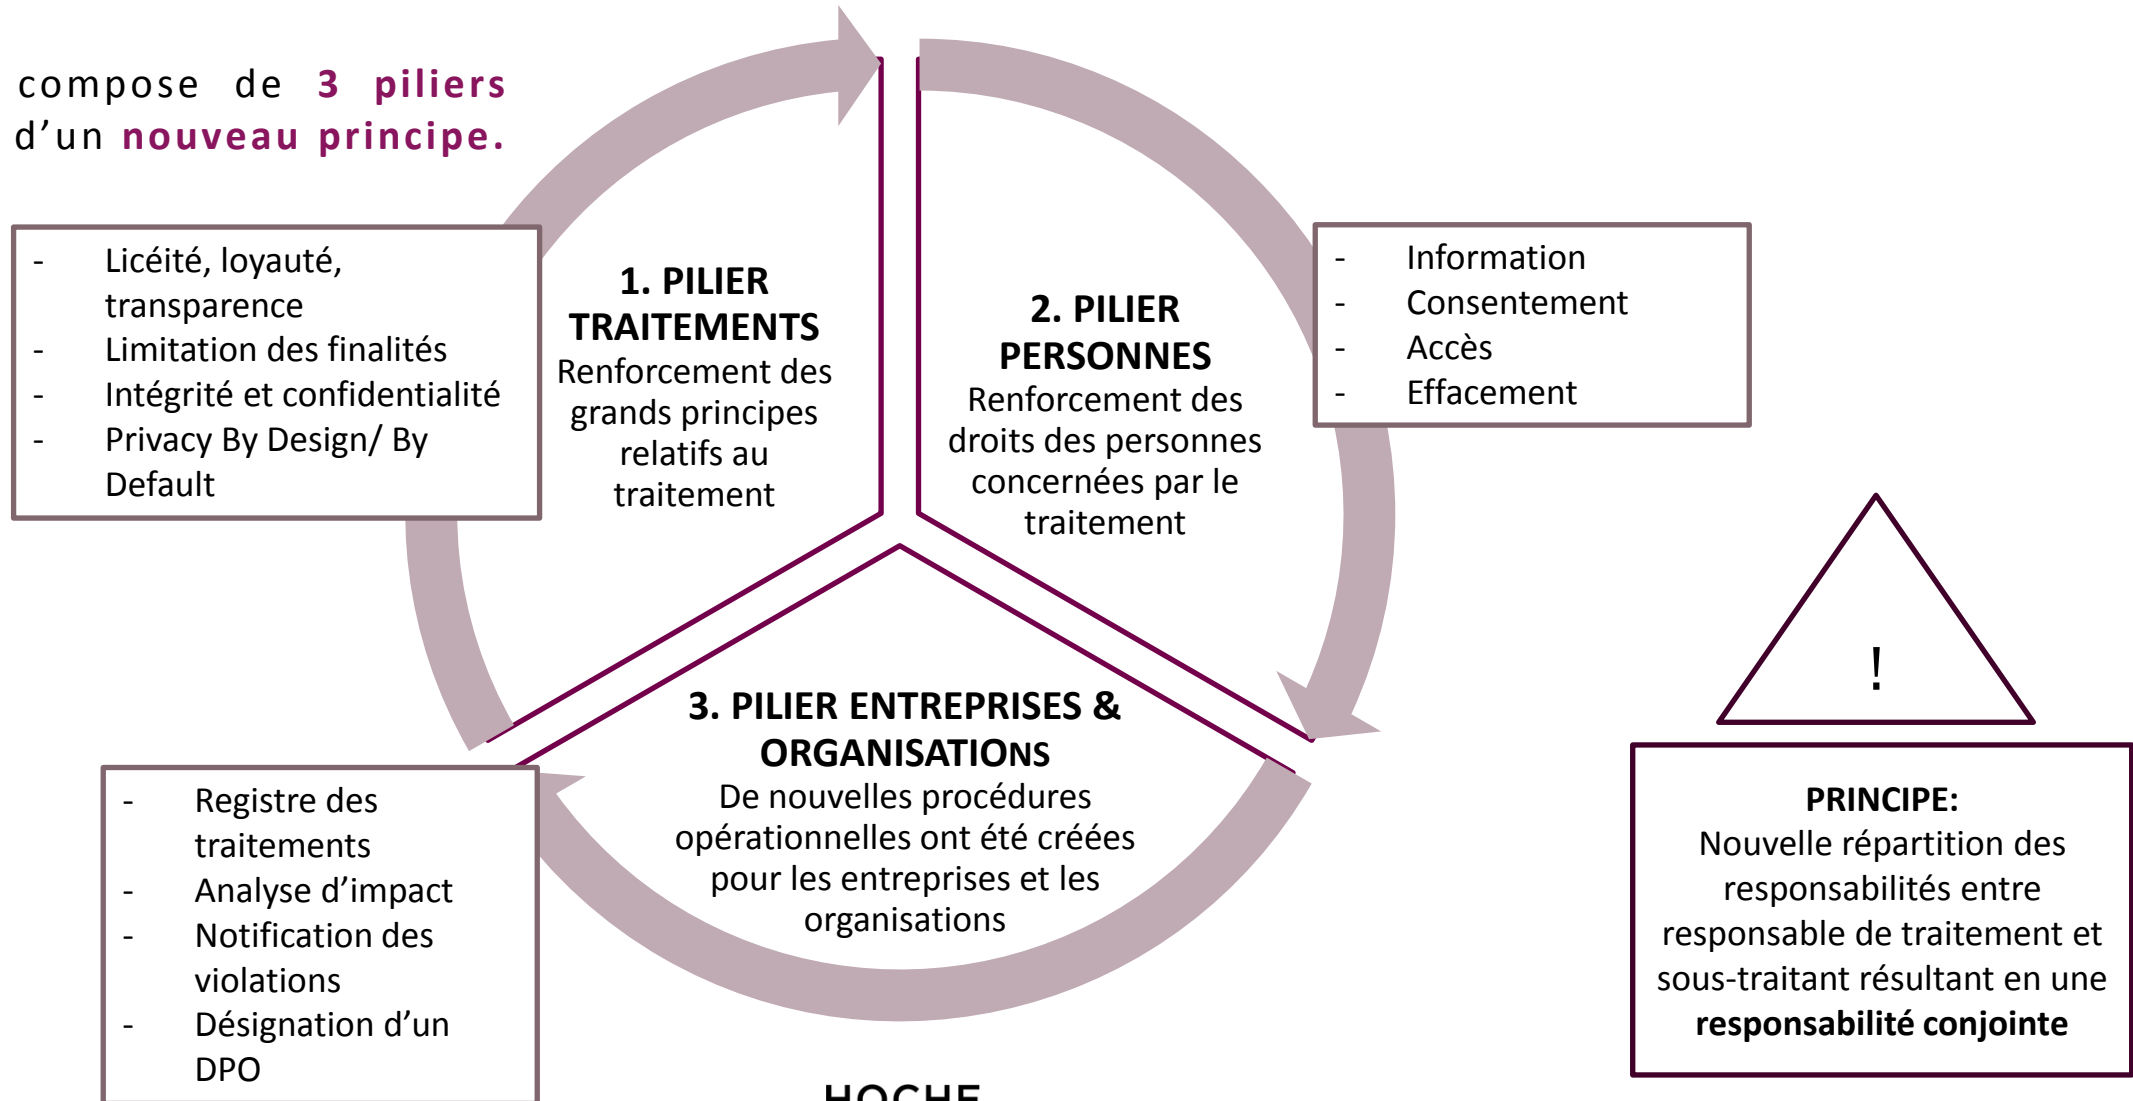 compose de 3 piliers
d’un nouveau principe.
- Licéité, loyauté,
transparence
- Limitation des finalités
- Intégrité et confidentialité
- Privacy By Design/ By
Default
1. PILIER
TRAITEMENTS
Renforcement des
grands principes
relatifs au
traitement
2. PILIER
PERSONNES
Renforcement des
droits des personnes
concernées par le
traitement
- Information
- Consentement
- Accès
- Effacement
3. PILIER ENTREPRISES &
ORGANISATIONS
De nouvelles procédures
opérationnelles ont été créées
pour les entreprises et les
organisations
- Registre des
traitements
- Analyse d’impact
- Notification des
violations
- Désignation d’un
DPO
!
PRINCIPE:
Nouvelle répartition des
responsabilités entre
responsable de traitement et
sous-traitant résultant en une
responsabilité conjointe
HOCHE